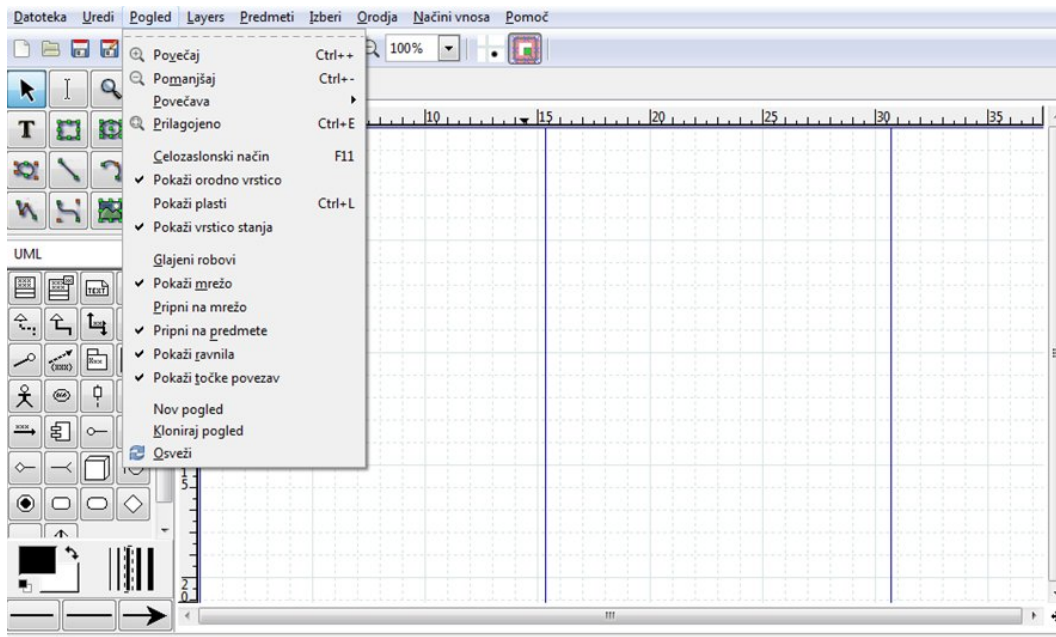 Datoteka Uredi Pogled Layers Predmeti Izberi Orodja Načini vnosa Pomoč
100%
Povečaj Ctrl++
Pomanjšaj Ctrl+-
Povečava
Prilagojeno Ctrl+E
Celozaslonski način F11
Pokaži orodno vrstico
Pokaži plasti Ctrl+L
Pokaži vrstico stanja
Glajeni robovi
Pokaži mrežo
Pripni na mrežo
Pripni na predmete
Pokaži ravnila
Pokaži točke povezav
Nov pogled
Kloniraj pogled
Osveži
10 15 20 25 30 35
T
UML
TEXT
15
20